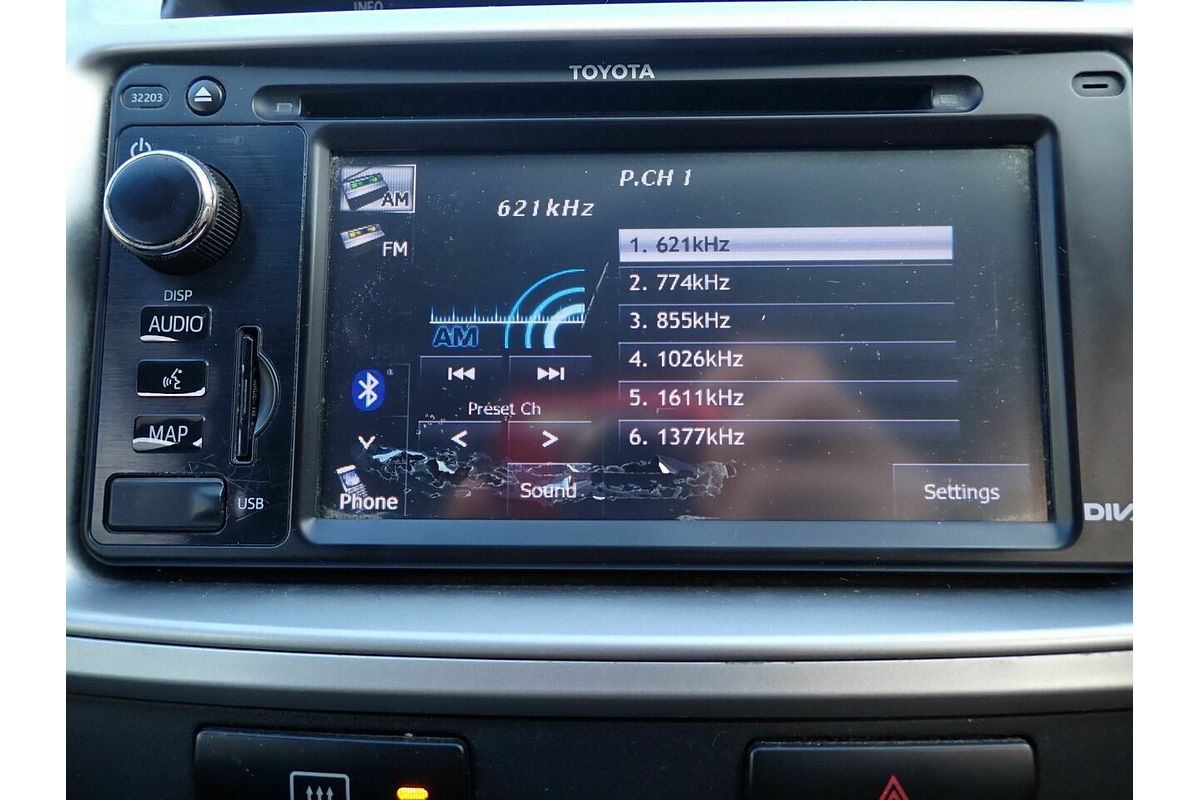 INFO
TOYOTA
32203
AM
FM
P.CH 1
621kHz
1. 621kHz
2. 774kHz
3. 855kHz
4. 1026kHz
5. 1611kHz
6. 1377kHz
AM
Preset Ch
Phone
Sound
Settings
DISP
AUDIO
MAP
USB